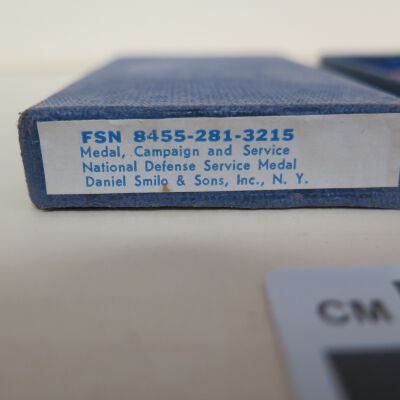 FSN 8455-281-3215
Medal, Campaign and Service
National Defense Service Medal
Daniel Smilo & Sons, Inc., N. Y.
CM